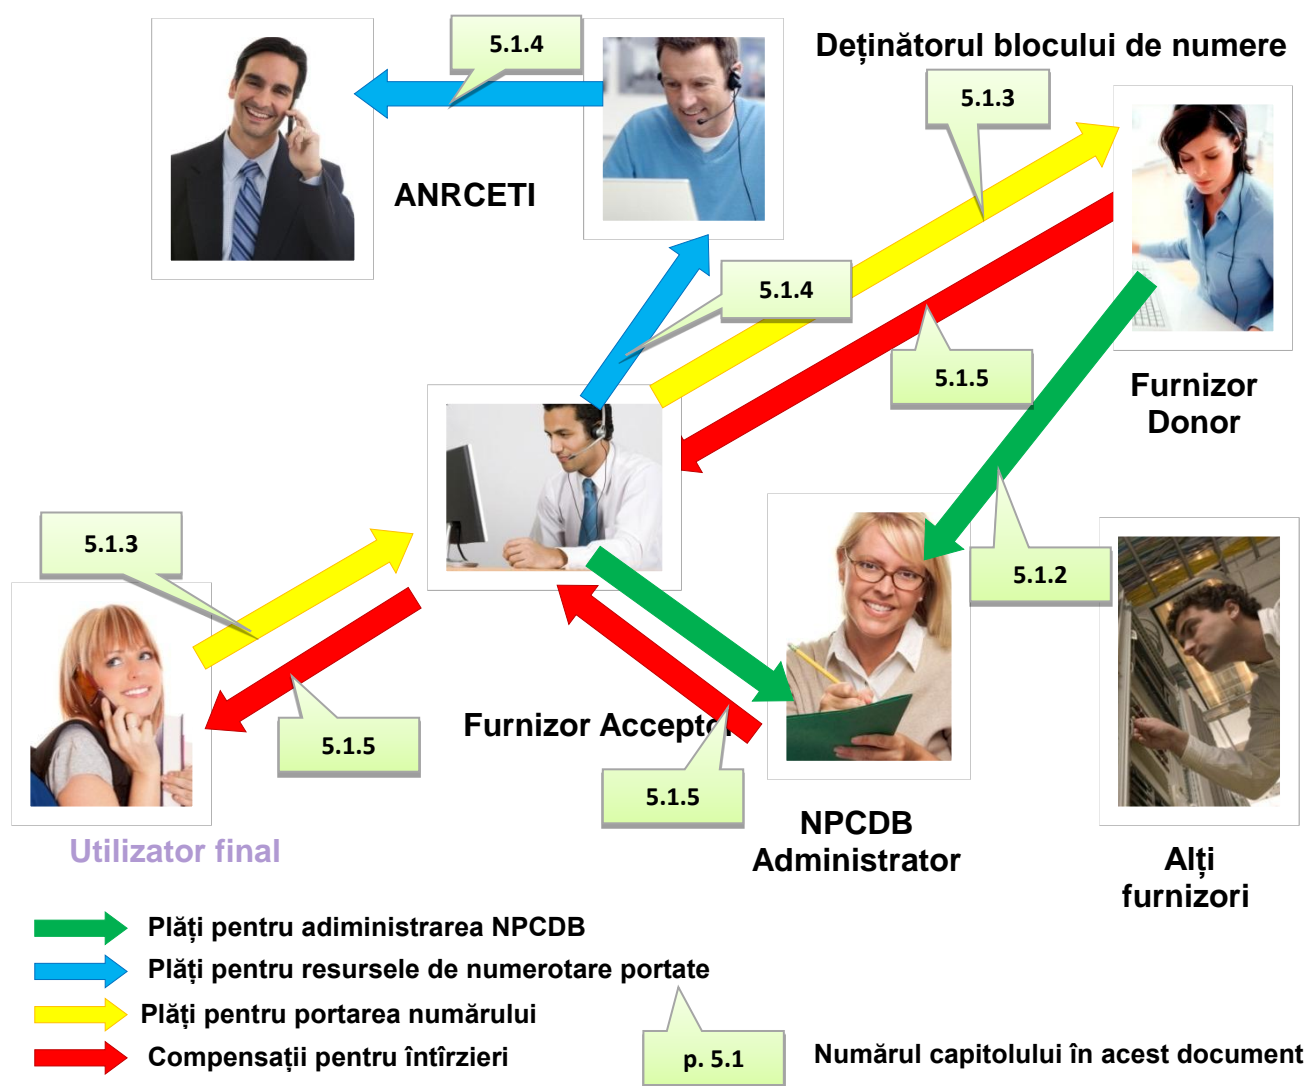 5.1.4
Deținătorul blocului de numere
5.1.3
ANRCETI
5.1.4
5.1.5
Furnizor
Donor
5.1.3
5.1.2
Furnizor Acceptor
5.1.5
5.1.5
NPCDB
Administrator
Utilizator final
Alți
furnizori
Plăți pentru adiministrarea NPCDB
Plăți pentru resursele de numerotare portate
Plăți pentru portarea numărului
Compensații pentru întîrzieri
p. 5.1
Numărul capitolului în acest document